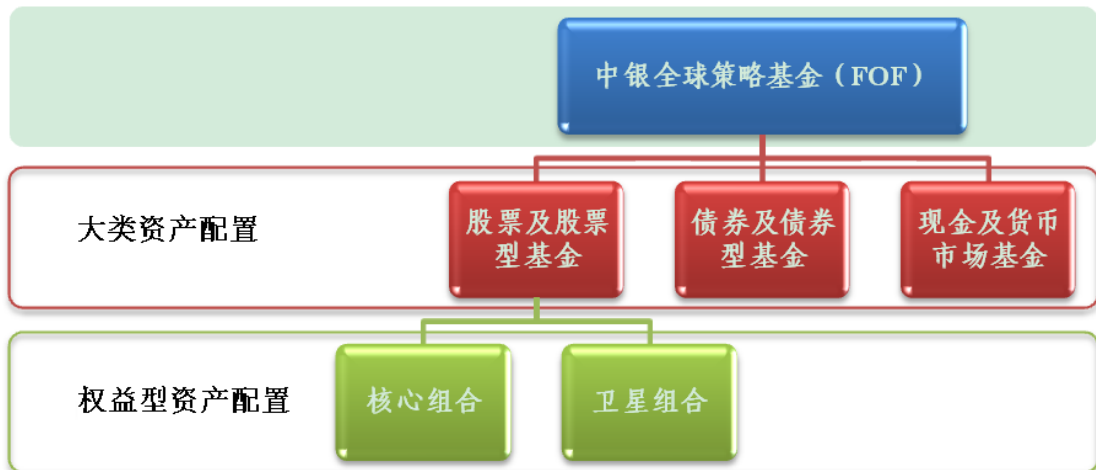 中银全球策略基金（FOF）
大类资产配置
股票及股票
型基金
债券及债券
型基金
现金及货币
市场基金
权益型资产配置
核心组合
卫星组合